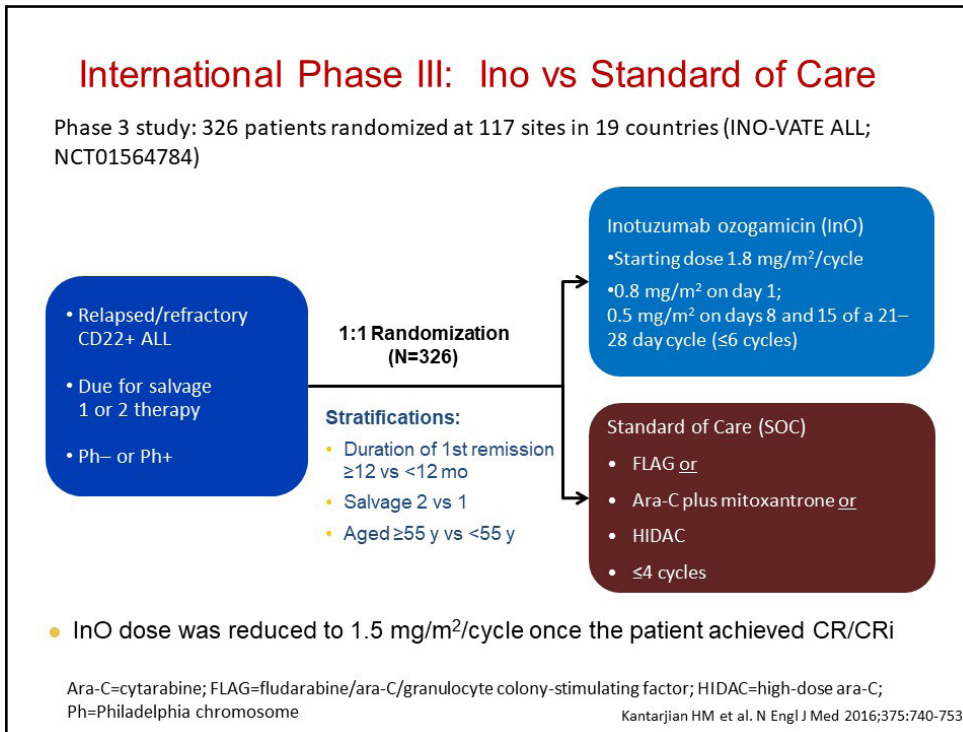 International Phase III:  Ino vs Standard of Care
Phase 3 study: 326 patients randomized at 117 sites in 19 countries (INO-VATE ALL;
NCT01564784)
• Relapsed/refractory
CD22+ ALL
• Due for salvage
1 or 2 therapy
• Ph– or Ph+
1:1 Randomization
(N=326)
Stratifications:
• Duration of 1st remission
≥12 vs <12 mo
• Salvage 2 vs 1
• Aged ≥55 y vs <55 y
Inotuzumab ozogamicin (InO)
•Starting dose 1.8 mg/m²/cycle
•0.8 mg/m² on day 1;
0.5 mg/m² on days 8 and 15 of a 21–
28 day cycle (≤6 cycles)
Standard of Care (SOC)
• FLAG or
• Ara-C plus mitoxantrone or
• HIDAC
• ≤4 cycles
• InO dose was reduced to 1.5 mg/m²/cycle once the patient achieved CR/CRi
Ara-C=cytarabine; FLAG=fludarabine/ara-C/granulocyte colony-stimulating factor; HIDAC=high-dose ara-C;
Ph=Philadelphia chromosome
Kantarjian HM et al. N Engl J Med 2016;375:740-753